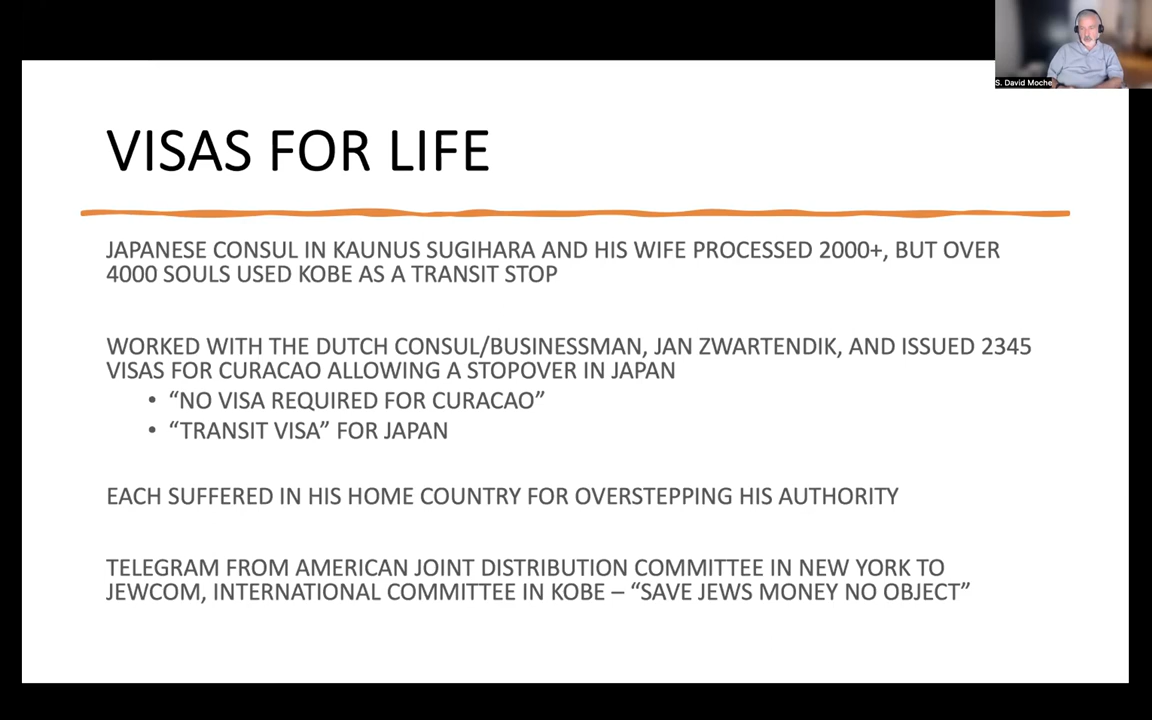 S. David Moche
VISAS FOR LIFE
JAPANESE CONSUL IN KAUNUS SUGIHARA AND HIS WIFE PROCESSED 2000+, BUT OVER
4000 SOULS USED KOBE AS A TRANSIT STOP
WORKED WITH THE DUTCH CONSUL/BUSINESSMAN, JAN ZWARTENDIK, AND ISSUED 2345
VISAS FOR CURACAO ALLOWING A STOPOVER IN JAPAN
• “NO VISA REQUIRED FOR CURACAO”
• “TRANSIT VISA” FOR JAPAN
EACH SUFFERED IN HIS HOME COUNTRY FOR OVERSTEPPING HIS AUTHORITY
TELEGRAM FROM AMERICAN JOINT DISTRIBUTION COMMITTEE IN NEW YORK TO
JEWCOM, INTERNATIONAL COMMITTEE IN KOBE – “SAVE JEWS MONEY NO OBJECT”